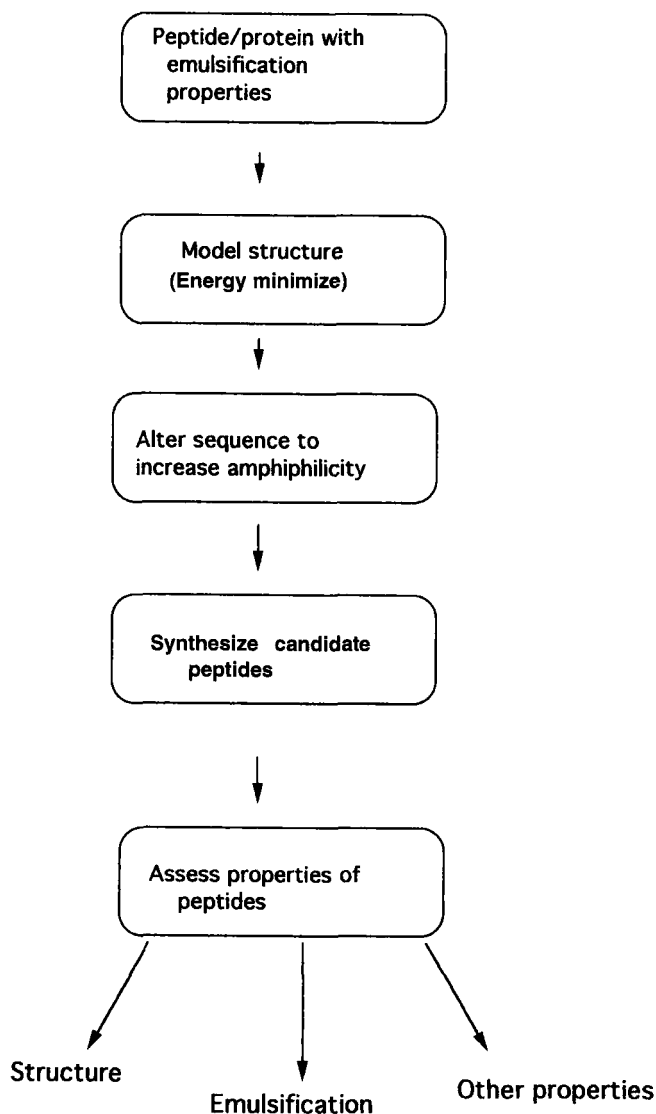 Peptide/protein with
emulsification
properties
Model structure
(Energy minimize)
Alter sequence to
increase amphiphilicity
Synthesize candidate
peptides
Assess properties of
peptides
Structure
Emulsification
Other properties